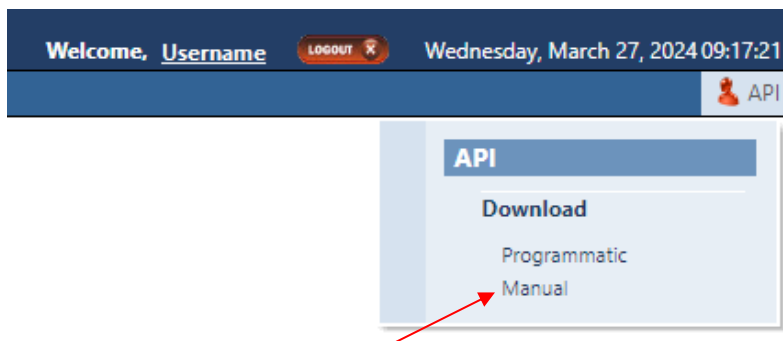 Welcome, Username LOGOUT X Wednesday, March 27, 2024 09:17:21
API
API
Download
Programmatic
Manual